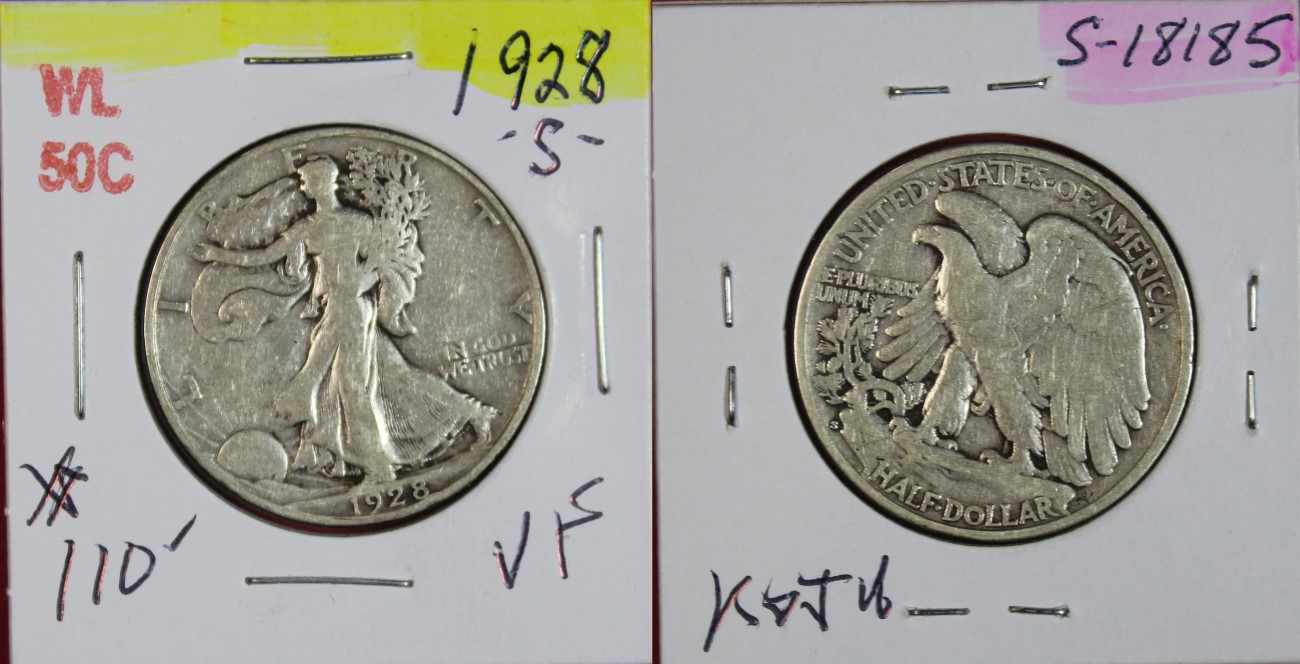 1928
-S-
WL
50C
LIBERTY
IN GOD
WE TRUST
1928
110
VF
S-18185
UNITED·STATES·OF·AMERICA·
E·PLURIBUS
UNUM
S
HALF·DOLLAR